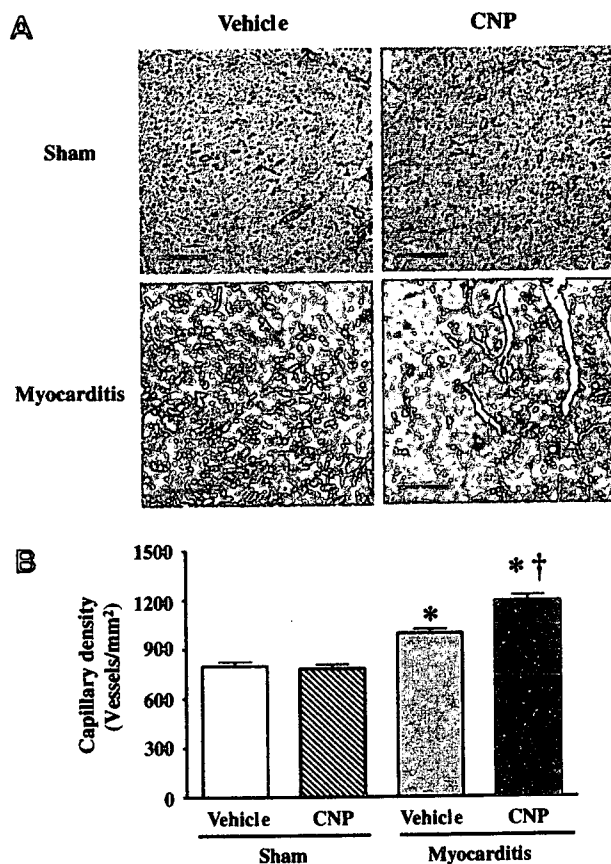 A
Vehicle CNP
Sham
Myocarditis
B
Capillary density
(Vessels/mm²)
1500
1200
900
600
300
0
*
* †
Vehicle CNP Vehicle CNP
Sham Myocarditis